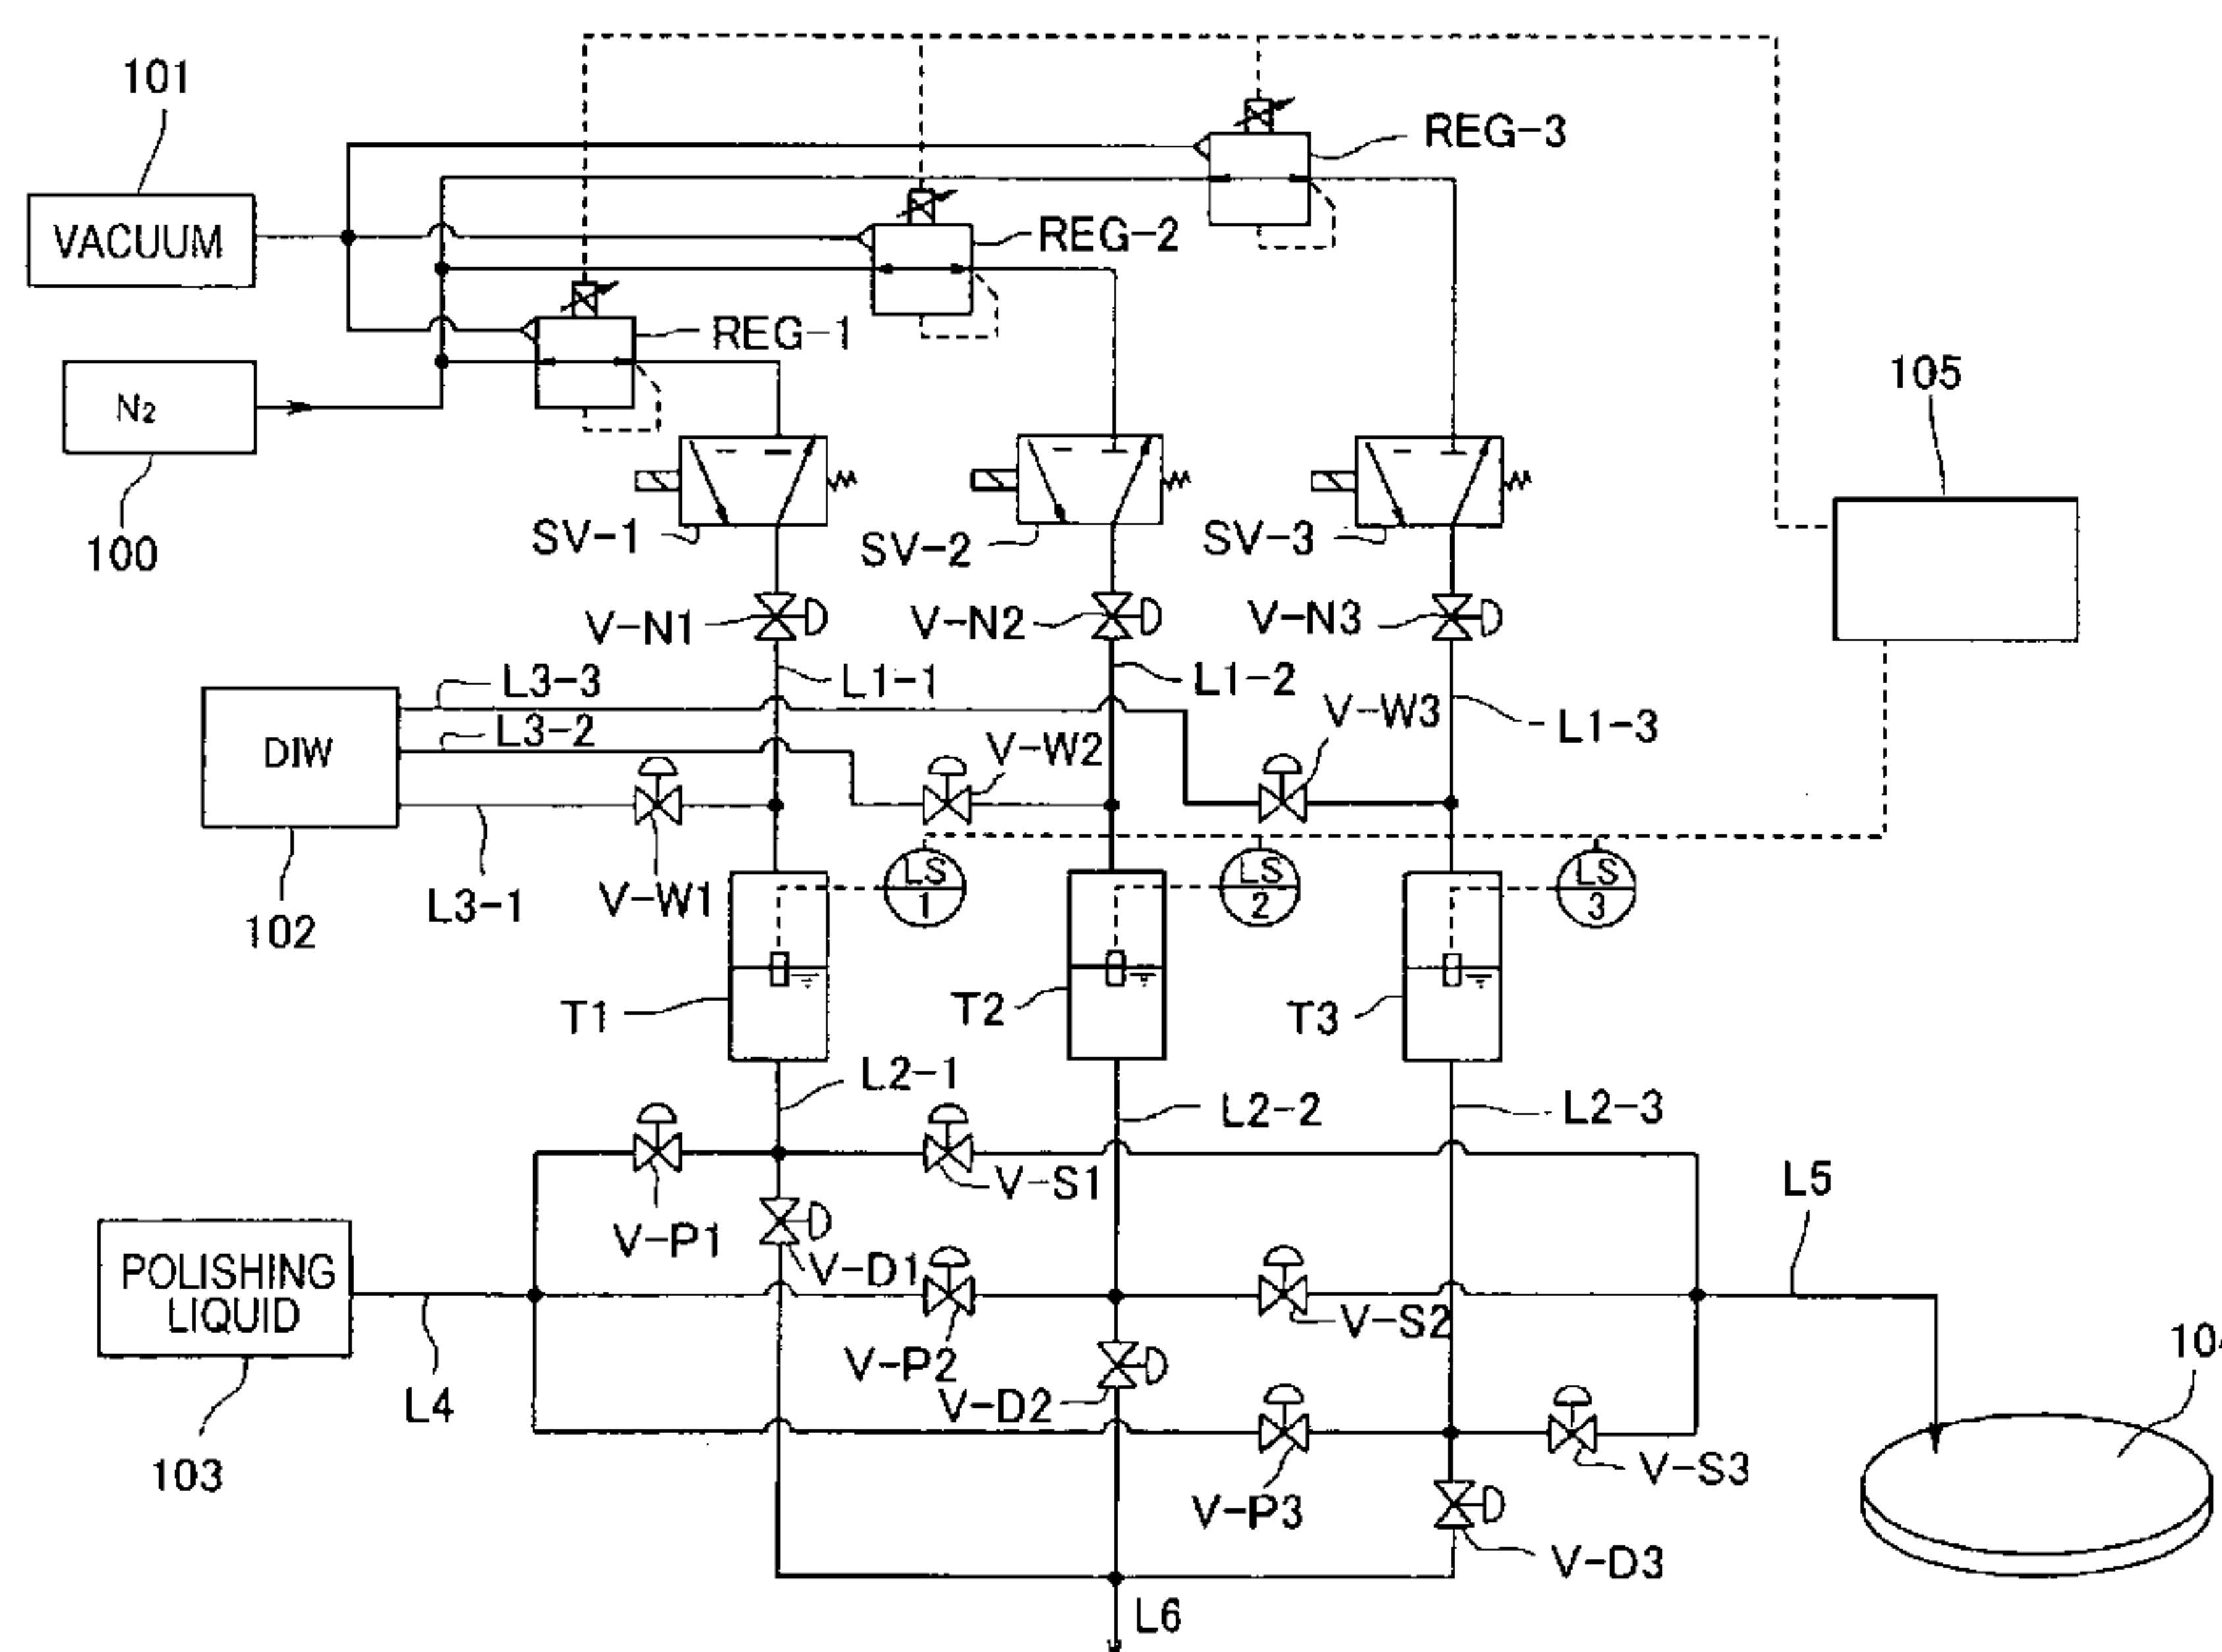 101
VACUUM
REG-3
REG-2
REG-1
N2
100
105
SV-1
SV-2
SV-3
V-N1
V-N2
V-N3
L3-3
L1-1
L1-2
V-W3
L1-3
L3-2
V-W2
DIW
102
L3-1
V-W1
LS
1
LS
2
LS
3
T1
T2
T3
L2-1
L2-2
L2-3
V-S1
L5
V-P1
V-D1
POLISHING
LIQUID
V-S2
V-P2
L4
V-D2
103
V-P3
V-S3
V-D3
L6